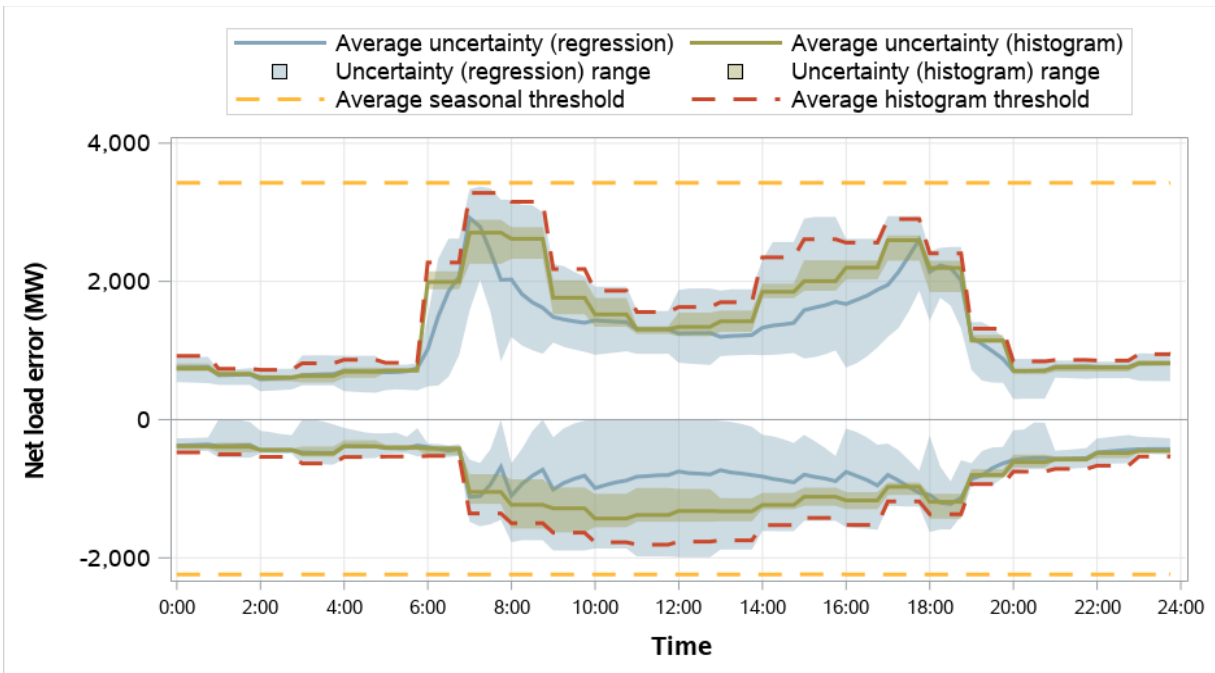 Average uncertainty (regression) Average uncertainty (histogram)
Uncertainty (regression) range Uncertainty (histogram) range
Average seasonal threshold Average histogram threshold
4,000
2,000
0
-2,000
Net load error (MW)
0:00 2:00 4:00 6:00 8:00 10:00 12:00 14:00 16:00 18:00 20:00 22:00 24:00
Time